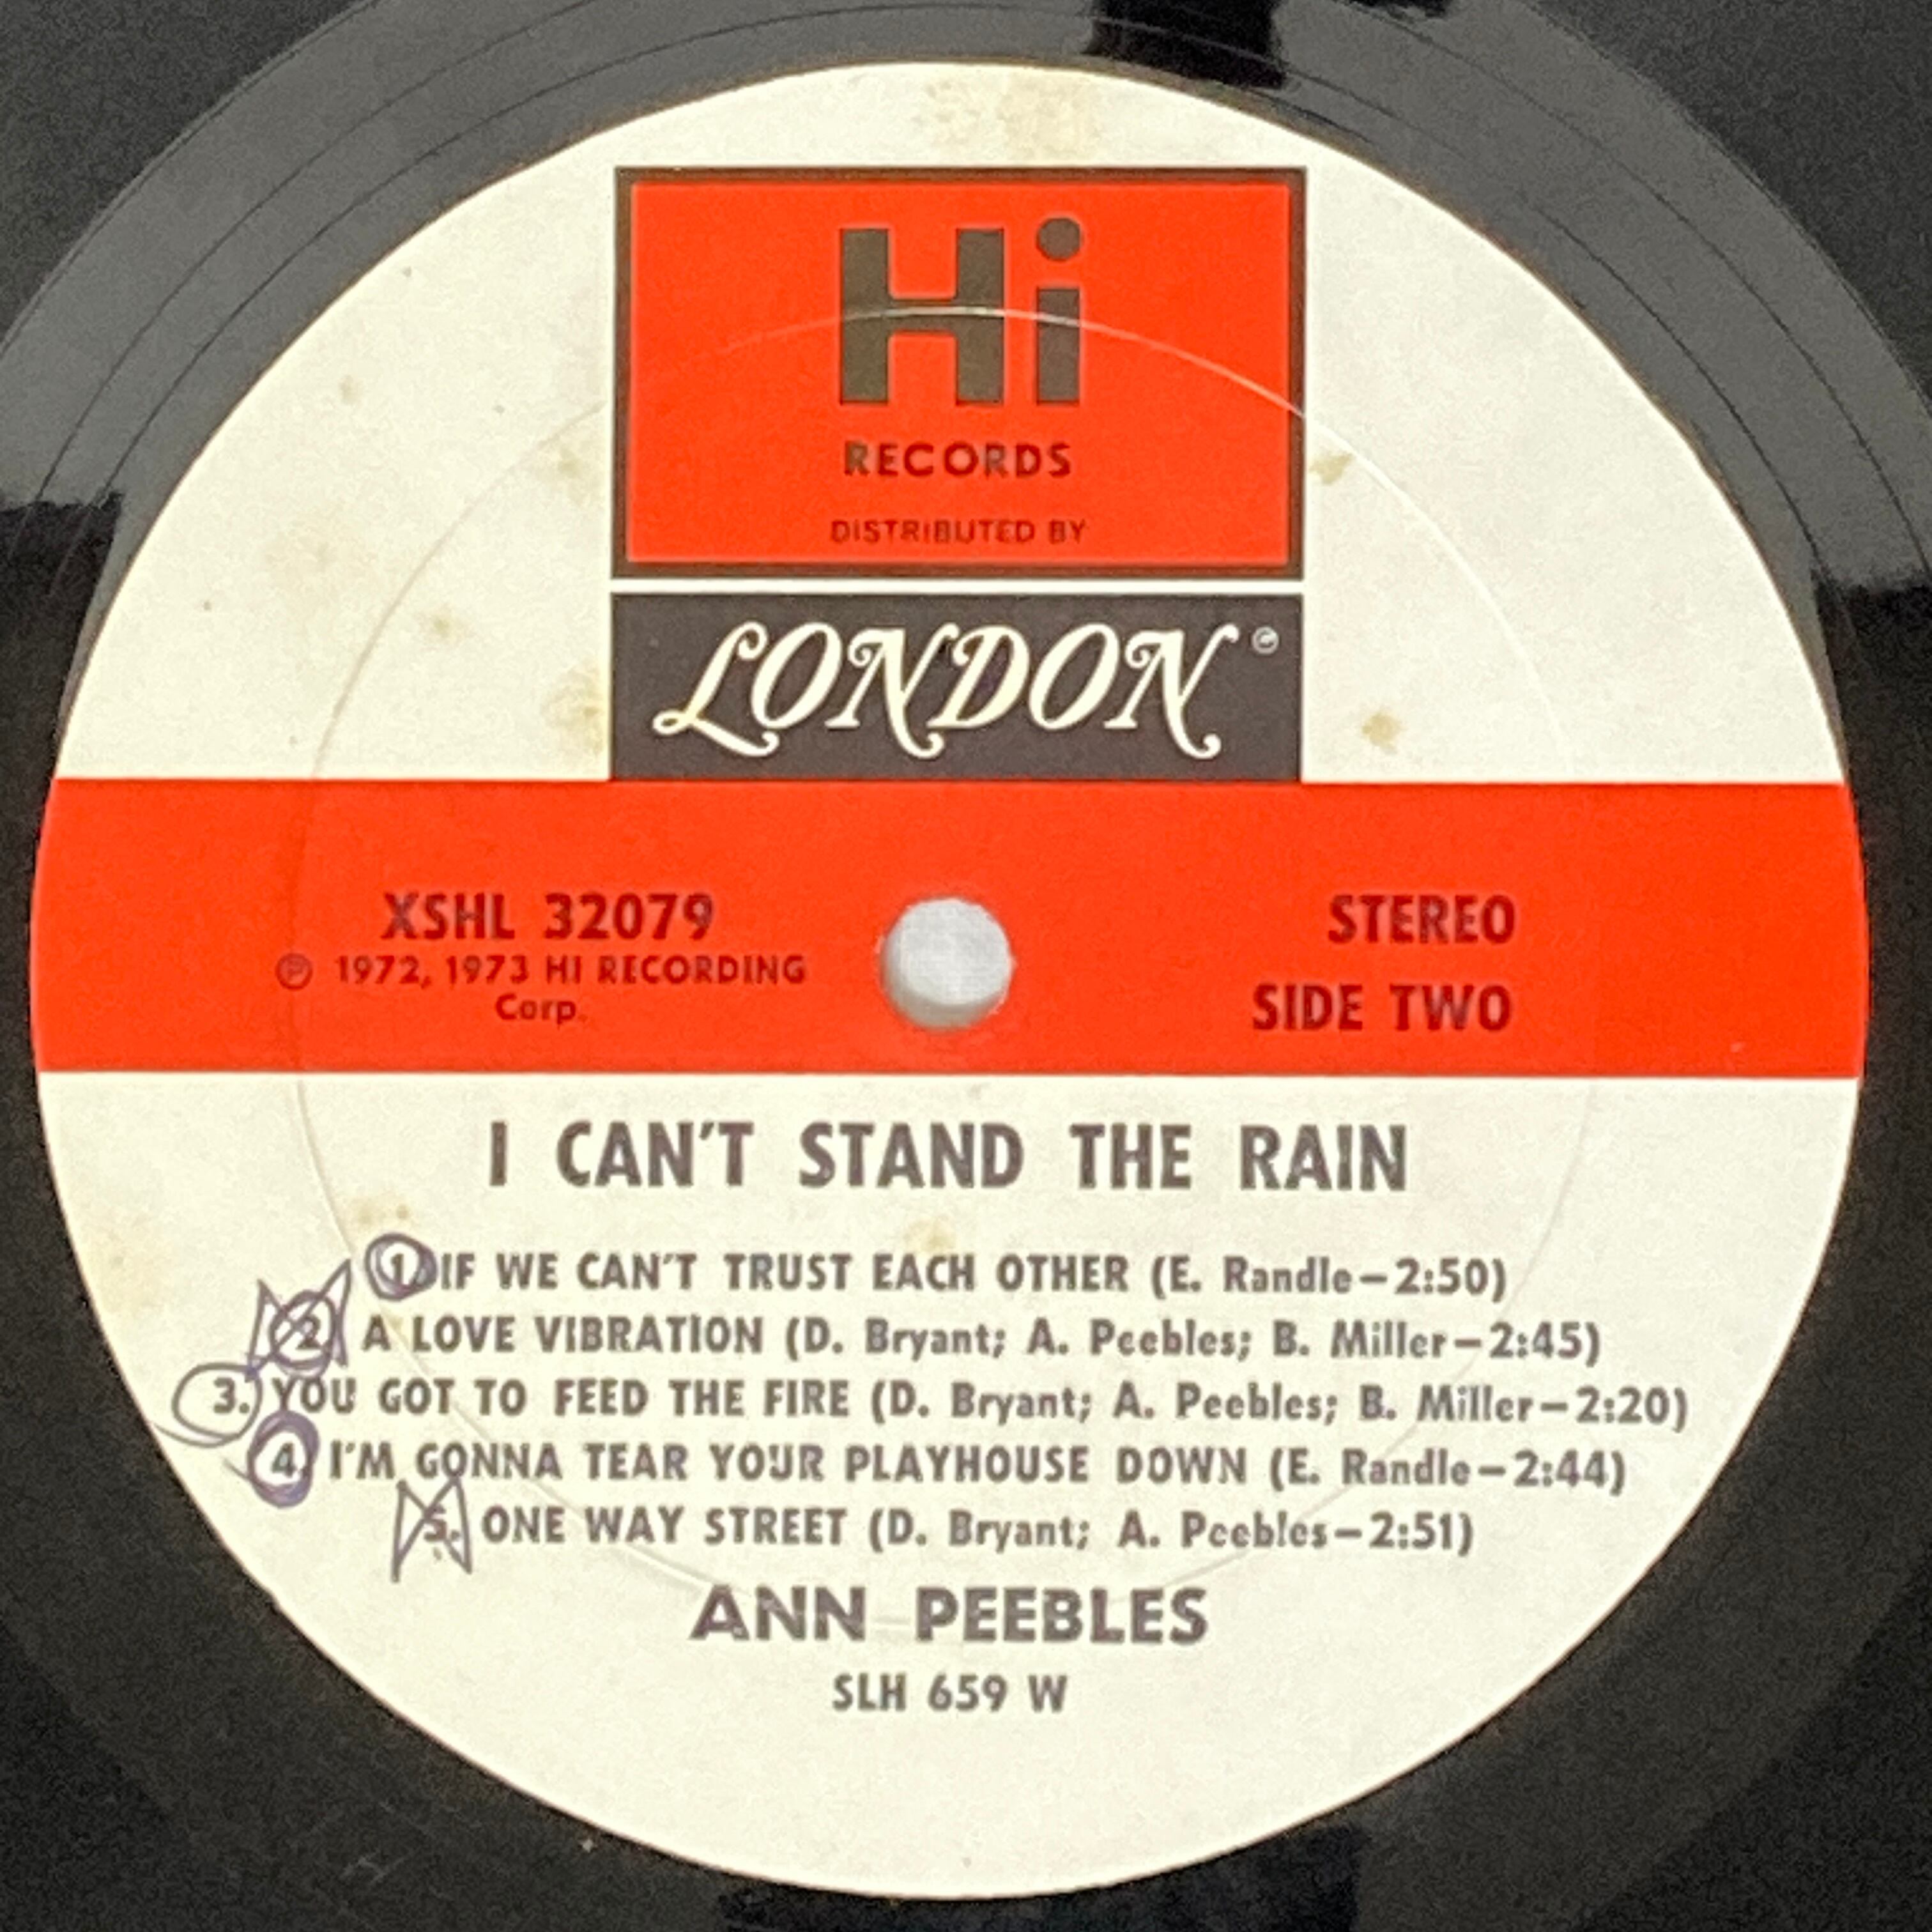 Hi
RECORDS
DISTRIBUTED BY
LONDON®
XSHL 32079
℗ 1972, 1973 HI RECORDING
Corp.
STEREO
SIDE TWO
I CAN'T STAND THE RAIN
1. IF WE CAN'T TRUST EACH OTHER (E. Randle—2:50)
2. A LOVE VIBRATION (D. Bryant; A. Peebles; B. Miller—2:45)
3. YOU GOT TO FEED THE FIRE (D. Bryant; A. Peebles; B. Miller—2:20)
4. I'M GONNA TEAR YOUR PLAYHOUSE DOWN (E. Randle—2:44)
5. ONE WAY STREET (D. Bryant; A. Peebles—2:51)
ANN PEEBLES
SLH 659 W